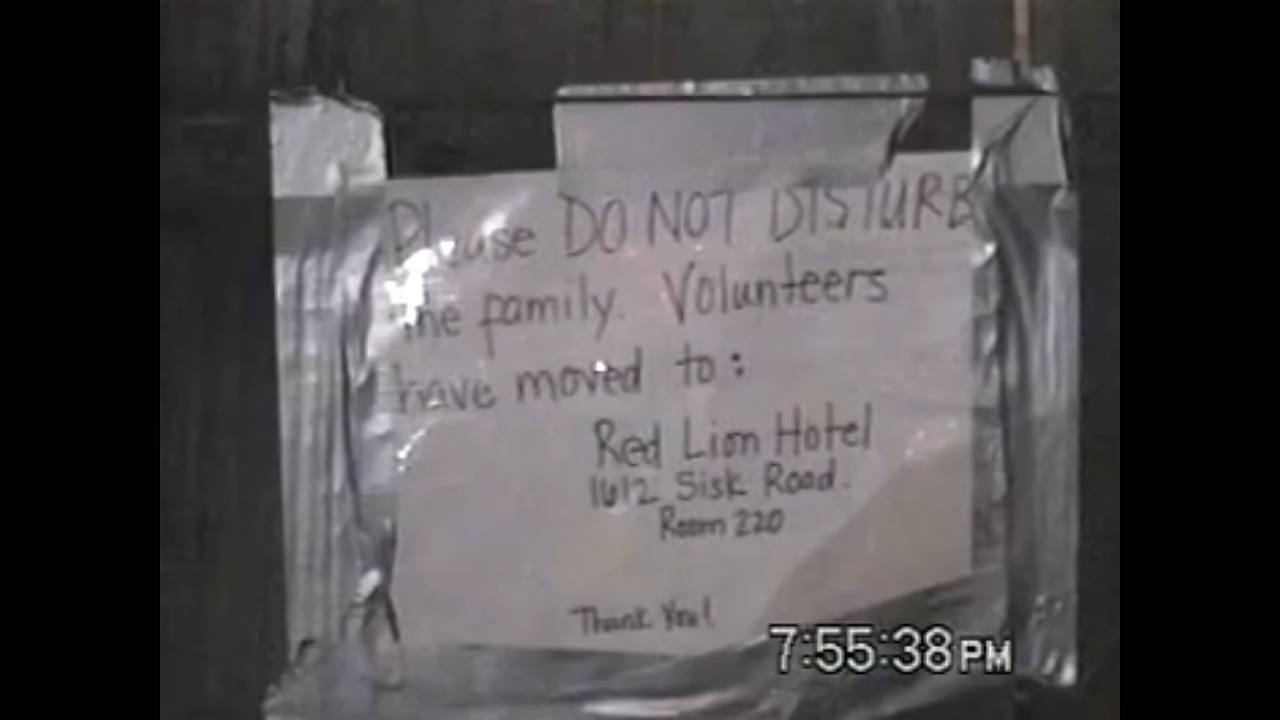 Please DO NOT DISTURB
the family. Volunteers
have moved to:
Red Lion Hotel
1612 Sisk Road.
Room 220
Thank You!
7:55:38 PM